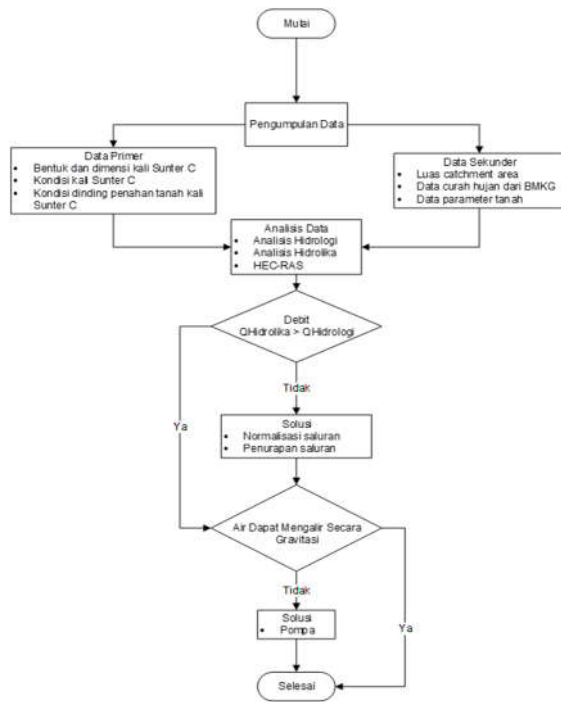 Mulai
Pengumpulan Data
Data Primer
• Bentuk dan dimensi kali Sunter C
• Kondisi kali Sunter C
• Kondisi dinding penahan tanah kali
Sunter C
Data Sekunder
• Luas catchment area
• Data curah hujan dari BMKG
• Data parameter tanah
Analisis Data
• Analisis Hidrologi
• Analisis Hidrolika
• HEC-RAS
Debit
QHidrolika > QHidrologi
Tidak
Ya
Solusi
• Normalisasi saluran
• Penurapan saluran
Air Dapat Mengalir Secara
Gravitasi
Tidak
Solusi
• Pompa
Ya
Selesai